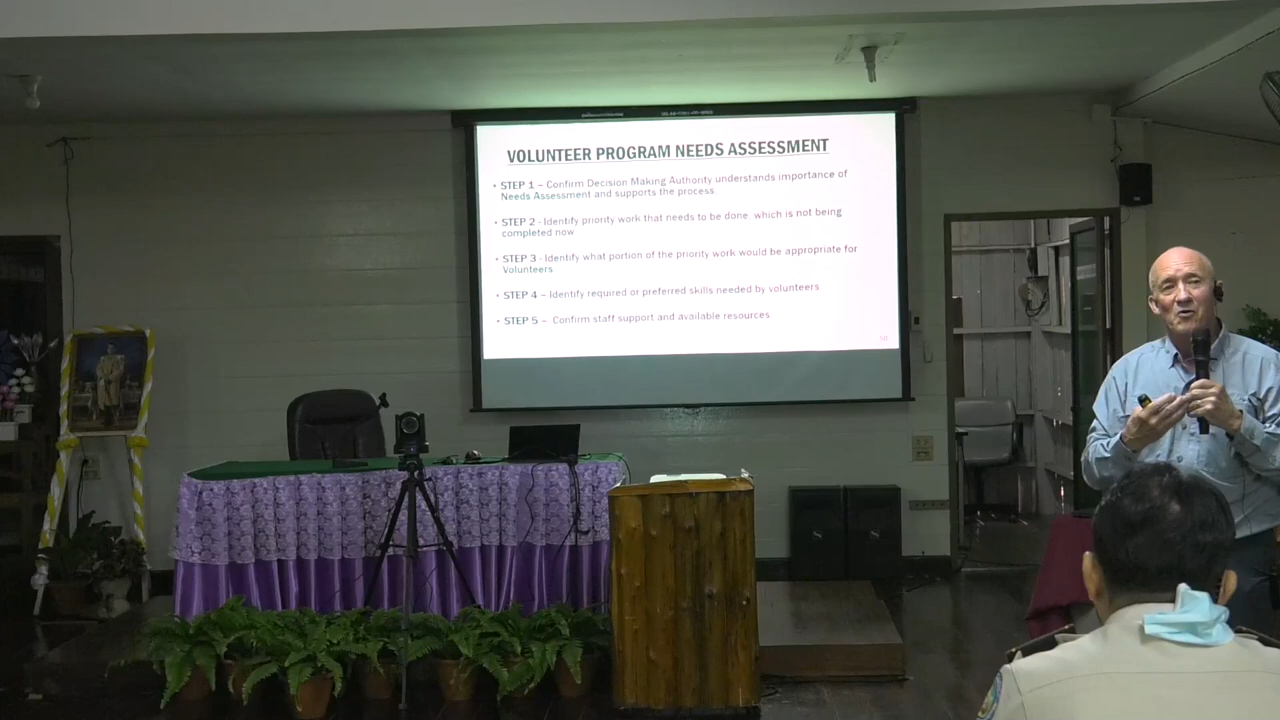 VOLUNTEER PROGRAM NEEDS ASSESSMENT
• STEP 1 – Confirm Decision Making Authority understands importance of
Needs Assessment and supports the process.
• STEP 2 - Identify priority work that needs to be done, which is not being
completed now
• STEP 3 - Identify what portion of the priority work would be appropriate for
Volunteers
• STEP 4 – Identify required or preferred skills needed by volunteers
• STEP 5 – Confirm staff support and available resources
50